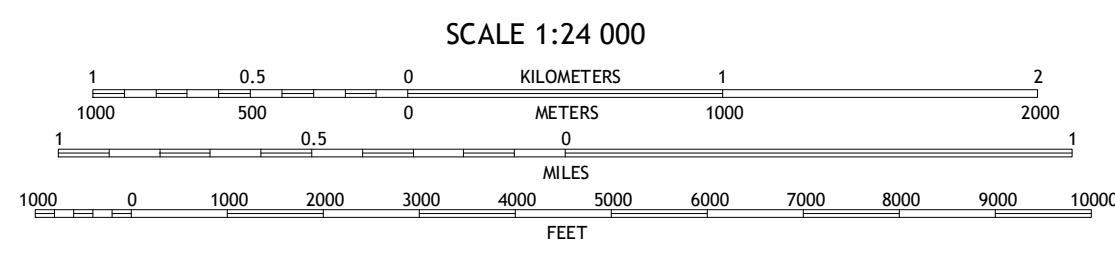 SCALE 1:24 000
1 0.5 0 KILOMETERS 1 2
1000 500 0 METERS 1000 2000
1 0.5 0 1
MILES
1000 0 1000 2000 3000 4000 5000 6000 7000 8000 9000 10000
FEET